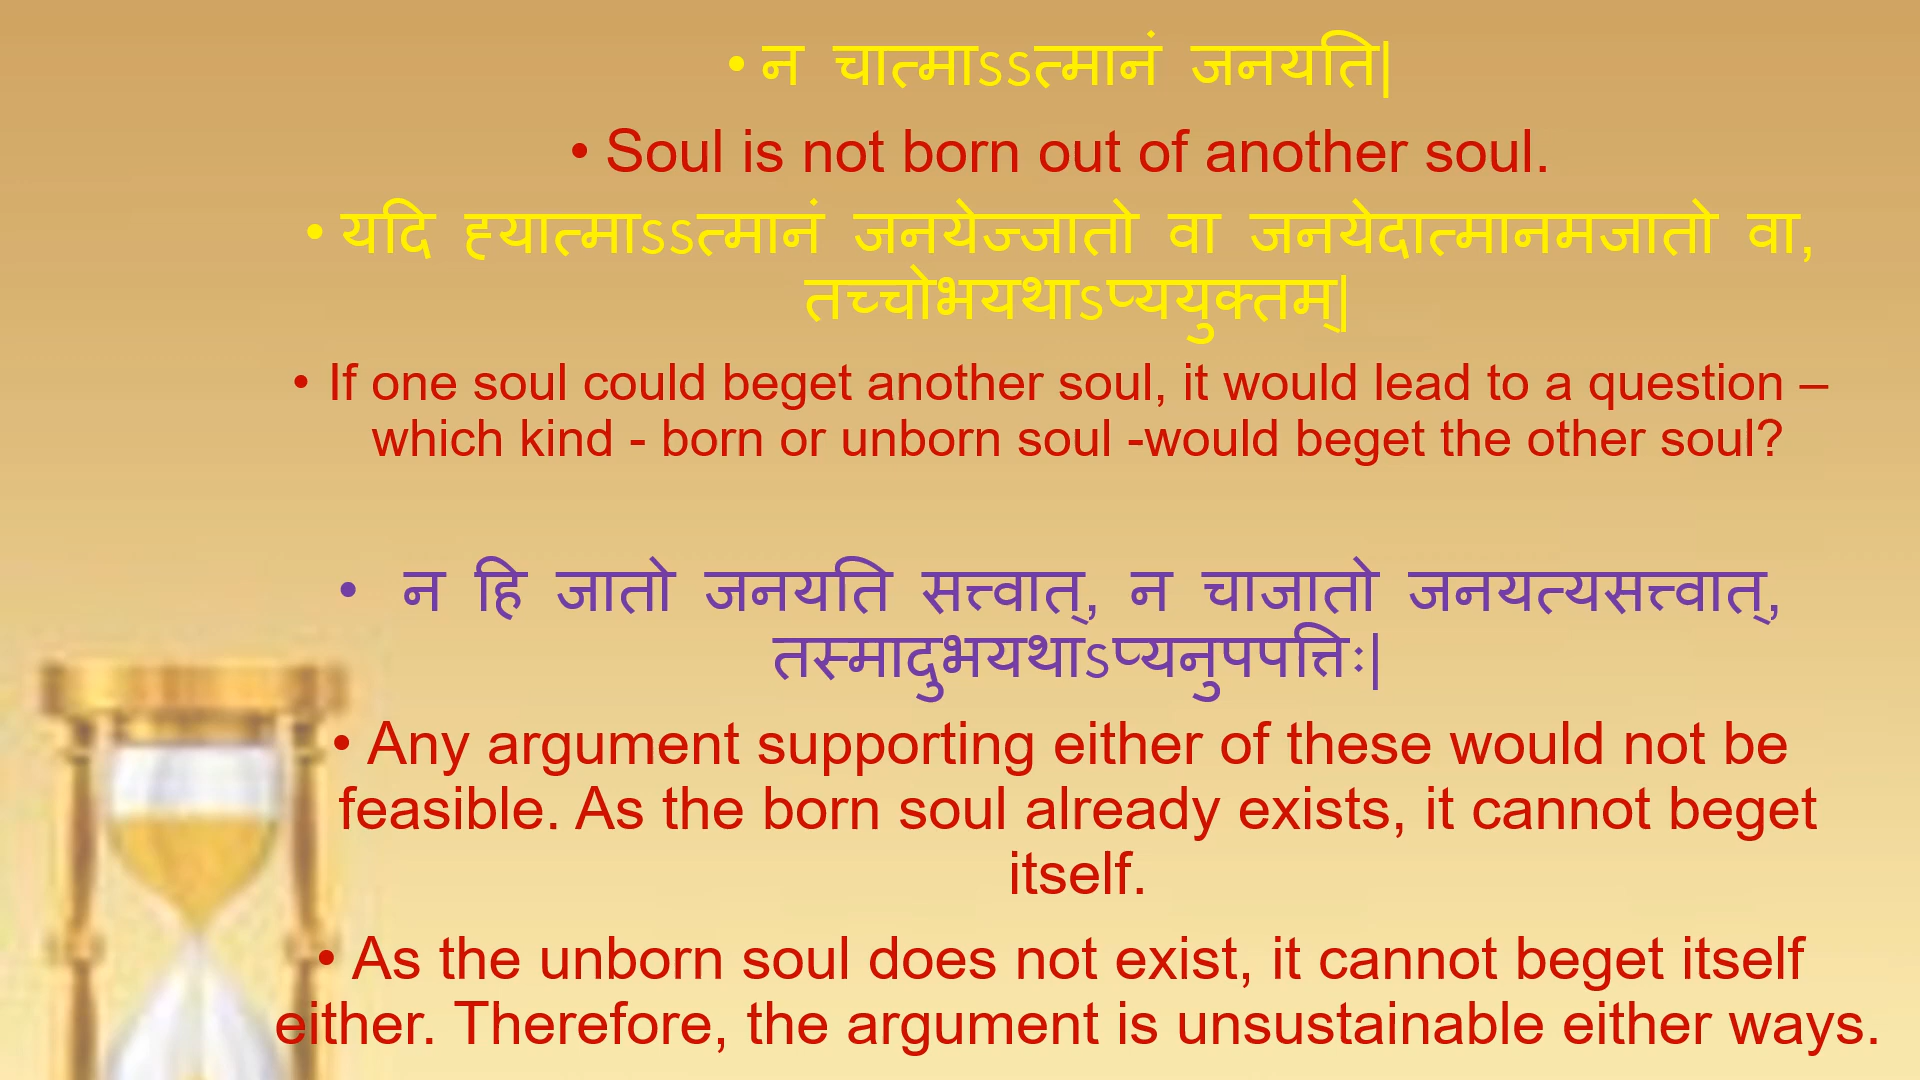 • न चात्माऽऽत्मानं जनयति|
• Soul is not born out of another soul.
• यदि ह्यात्माऽऽत्मानं जनयेज्जातो वा जनयेदात्मानमजातो वा,
तच्चोभयथाऽप्ययुक्तम्|
• If one soul could beget another soul, it would lead to a question –
which kind - born or unborn soul -would beget the other soul?
• न हि जातो जनयति सत्त्वात्, न चाजातो जनयत्यसत्त्वात्,
तस्मादुभयथाऽप्यनुपपत्तिः|
• Any argument supporting either of these would not be
feasible. As the born soul already exists, it cannot beget
itself.
• As the unborn soul does not exist, it cannot beget itself
either. Therefore, the argument is unsustainable either ways.